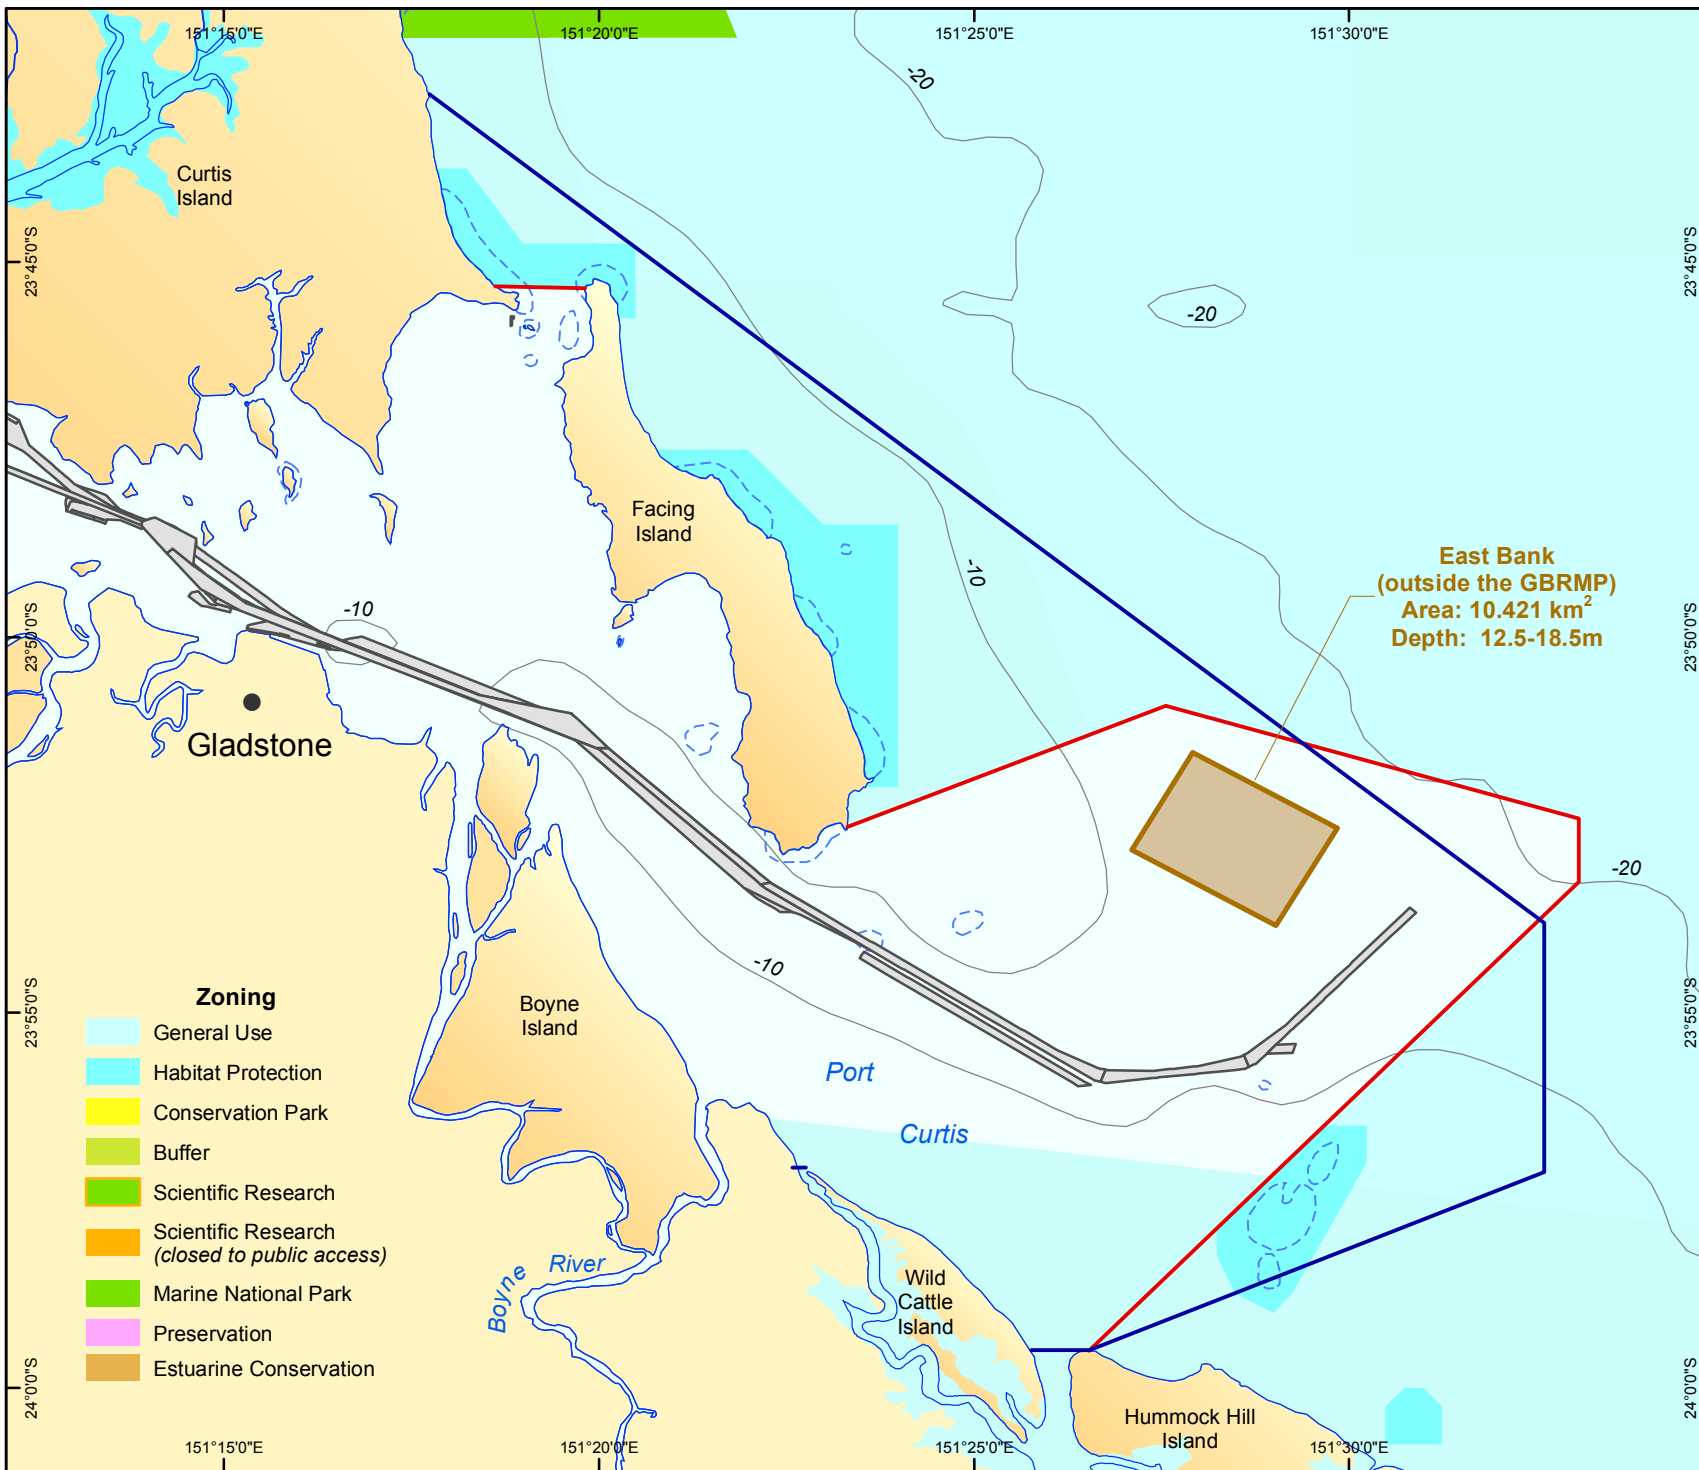 151°15'0"E
151°20'0"E
151°25'0"E
151°30'0"E
-20
Curtis
Island
23°45'0"S
23°45'0"S
-20
Facing
Island
-10
East Bank
(outside the GBRMP)
Area: 10.421 km²
Depth: 12.5-18.5m
-10
23°50'0"S
23°50'0"S
Gladstone
-20
-10
Zoning
General Use
Habitat Protection
Conservation Park
Buffer
Scientific Research
Scientific Research
(closed to public access)
Marine National Park
Preservation
Estuarine Conservation
Boyne
Island
23°55'0"S
23°55'0"S
Port
Curtis
Boyne River
Wild
Cattle
Island
Hummock Hill
Island
24°0'0"S
24°0'0"S
151°15'0"E
151°20'0"E
151°25'0"E
151°30'0"E